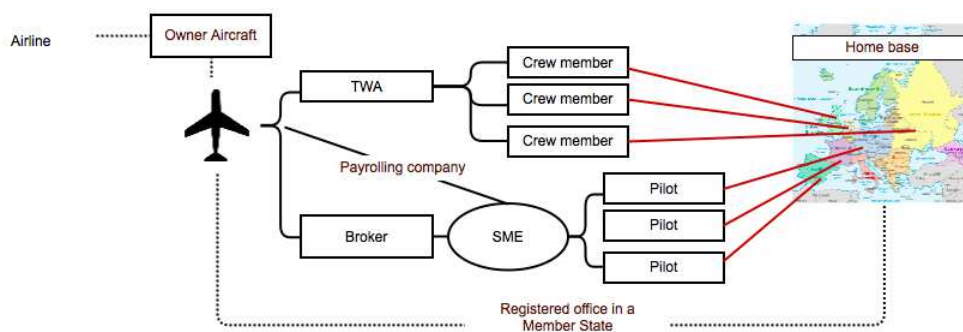 Airline
Owner Aircraft
Home base
TWA
Crew member
Crew member
Crew member
Payrolling company
Broker
SME
Pilot
Pilot
Pilot
Registered office in a
Member State